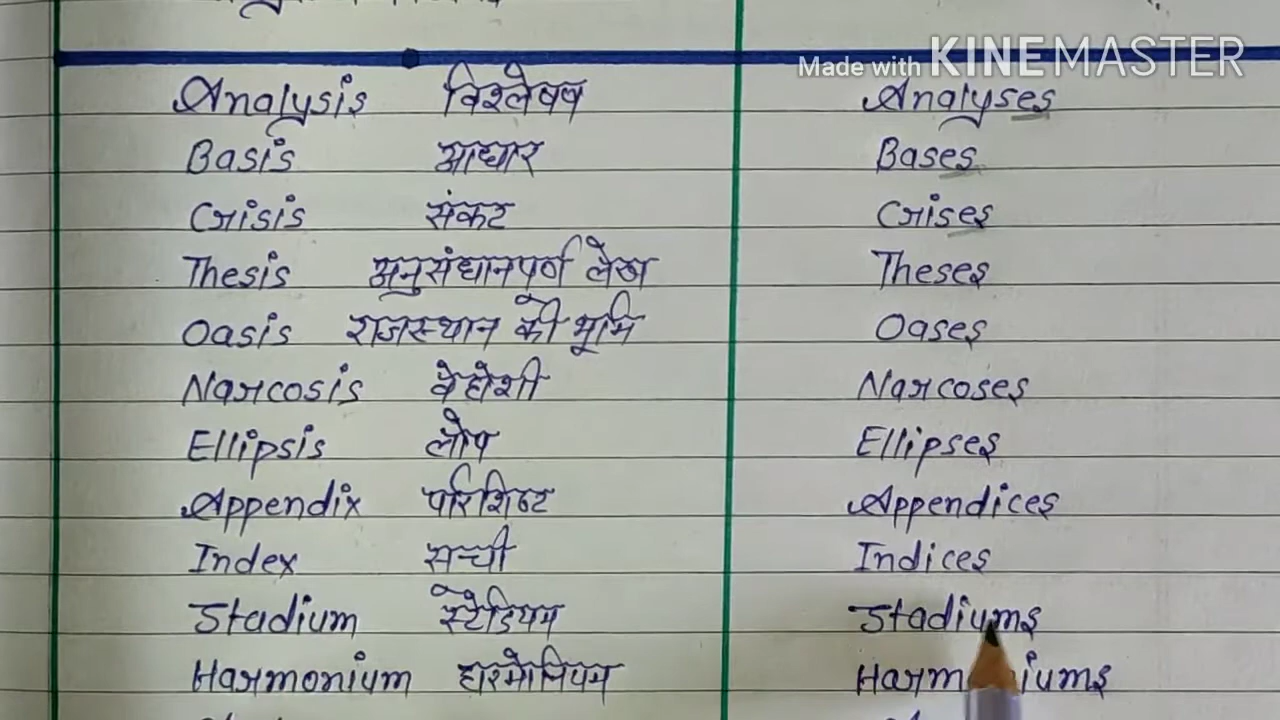 Made with KINEMASTER
Analysis विश्लेषण Analyses
Basis आधार Bases
Crisis संकट Crises
Thesis अनुसंधानपूर्ण लेख Theses
Oasis राजस्थान की भूमि Oases
Narcosis वेहोशी Narcoses
Ellipsis लोप Ellipses
Appendix परिशिष्ट Appendices
Index सूची Indices
Stadium स्टेडियम Stadiums
Harmonium हारमोनियम Harmoniums